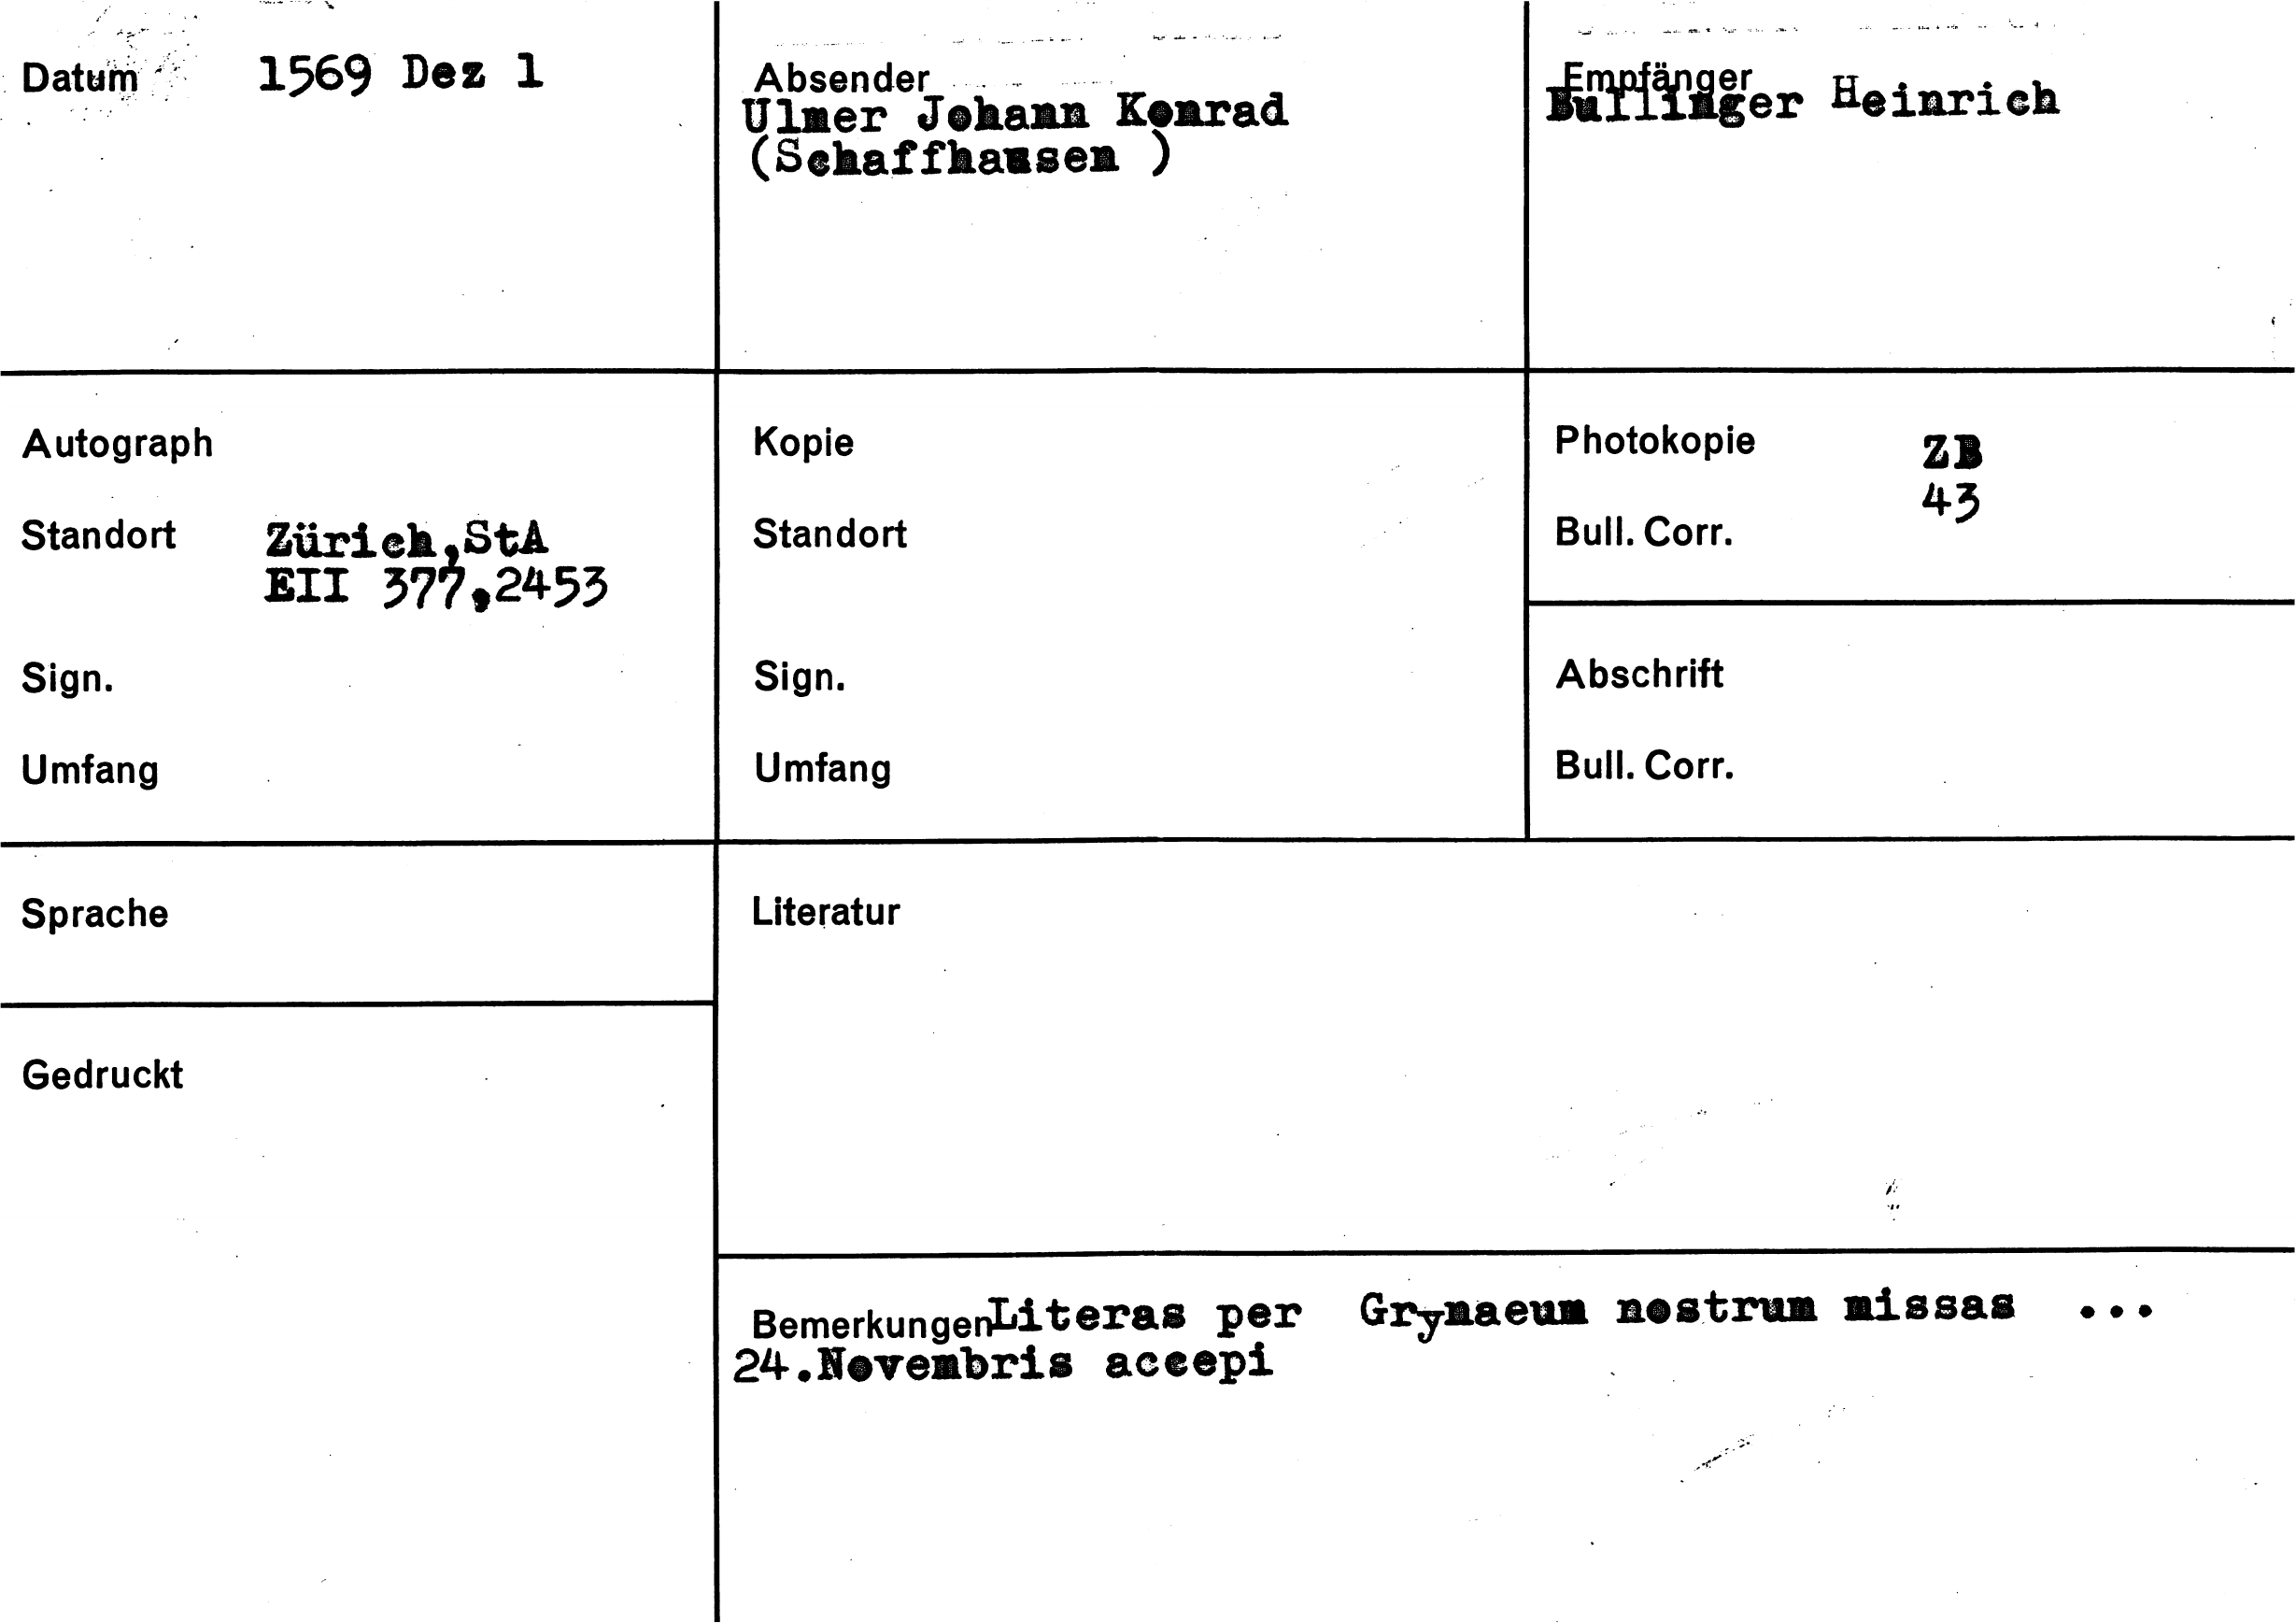 Datum 1569 Dez 1
Absender
Ulmer Johann Konrad
(Schaffhausen )
Empfänger
Bullinger Heinrich
Autograph
Standort Zürich,StA
EII 377,2453
Sign.
Umfang
Kopie
Standort
Sign.
Umfang
Photokopie ZB
43
Bull. Corr.
Abschrift
Bull. Corr.
Sprache
Literatur
Gedruckt
Bemerkungen Literas per Grynaeum nostrum missas ...
24.Novembris accepi